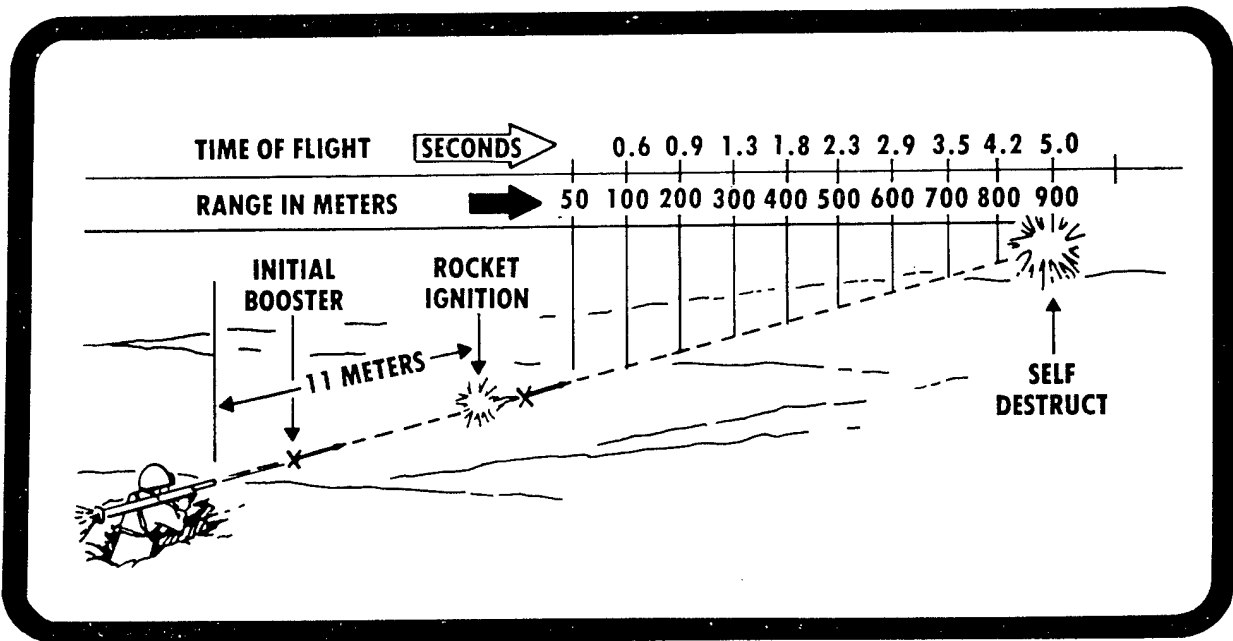 TIME OF FLIGHT SECONDS 0.6 0.9 1.3 1.8 2.3 2.9 3.5 4.2 5.0
RANGE IN METERS 50 100 200 300 400 500 600 700 800 900
INITIAL
BOOSTER
ROCKET
IGNITION
11 METERS
SELF
DESTRUCT